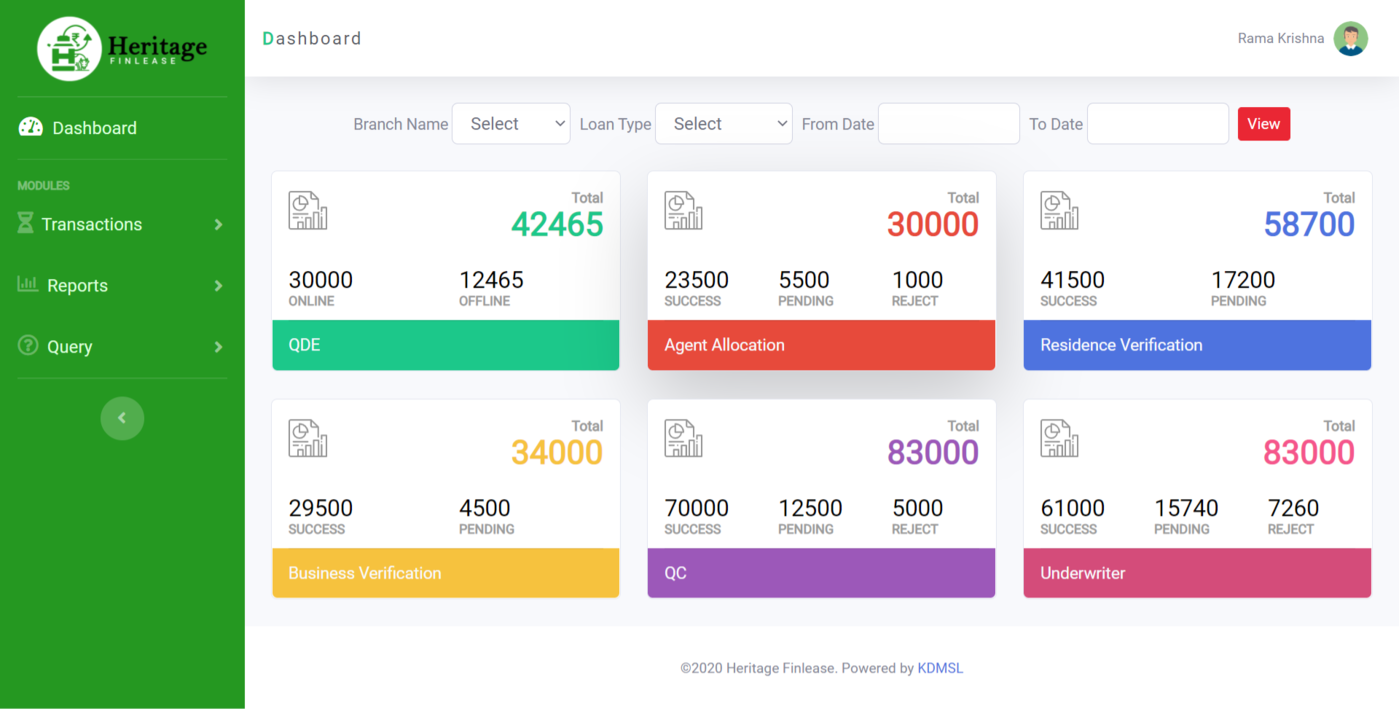 Heritage
FINLEASE
Dashboard
Rama Krishna
Dashboard
MODULES
Transactions
Reports
Query
Branch Name Select Loan Type Select From Date To Date View
Total
42465
30000 12465
ONLINE OFFLINE
QDE
Total
30000
23500 5500 1000
SUCCESS PENDING REJECT
Agent Allocation
Total
58700
41500 17200
SUCCESS PENDING
Residence Verification
Total
34000
29500 4500
SUCCESS PENDING
Business Verification
Total
83000
70000 12500 5000
SUCCESS PENDING REJECT
QC
Total
83000
61000 15740 7260
SUCCESS PENDING REJECT
Underwriter
©2020 Heritage Finlease. Powered by KDMSL